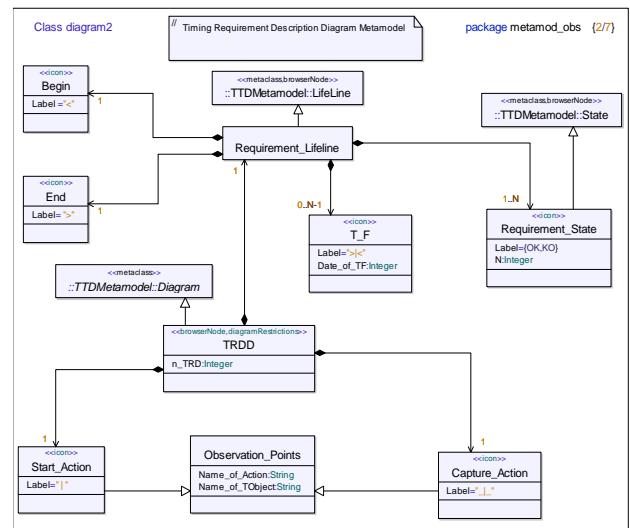 Class diagram2
// Timing Requirement Description Diagram Metamodel
package metamod_obs {2/7}
<<icon>>
Begin
Label ="<"
1
<<metaclass,browserNode>>
::TTDMetamodel::LifeLine
<<metaclass,browserNode>>
::TTDMetamodel::State
Requirement_Lifeline
<<icon>>
End
Label= ">"
1
1
0..N-1
1..N
<<icon>>
T_F
Label=">|<"
Date_of_TF:Integer
<<icon>>
Requirement_State
Label={OK,KO}
N:Integer
<<metaclass>>
::TTDMetamodel::Diagram
<<browserNode,diagramRestrictions>>
TRDD
n_TRD:Integer
1
1
<<icon>>
Start_Action
Label="|"
Observation_Points
Name_of_Action:String
Name_of_TObject:String
<<icon>>
Capture_Action
Label="_|_"